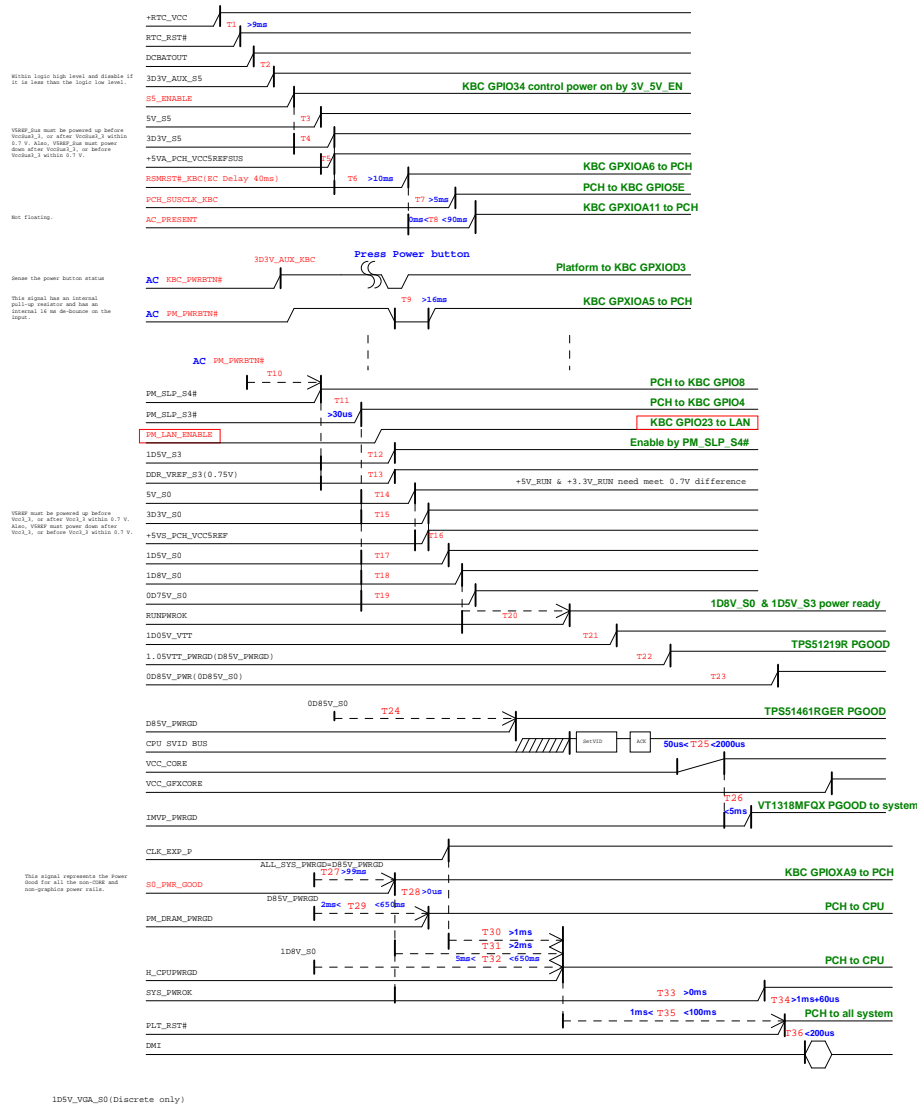 +RTC_VCC
T1 >9ms
RTC_RST#
DCBATOUT
T2
Within logic high level and disable if
it is less than the logic low level.
3D3V_AUX_S5
KBC GPIO34 control power on by 3V_5V_EN
S5_ENABLE
5V_S5
T3
V5REF_Sus must be powered up before
VccSus3_3, or after VccSus3_3 within
0.7 V. Also, V5REF_Sus must power
down after VccSus3_3, or before
VccSus3_3 within 0.7 V.
3D3V_S5
T4
+5VA_PCH_VCC5REFSUS
T5
KBC GPXIOA6 to PCH
RSMRST#_KBC(EC Delay 40ms)
T6 >10ms
PCH to KBC GPIO5E
PCH_SUSCLK_KBC
T7 >5ms
KBC GPXIOA11 to PCH
Not floating.
AC_PRESENT
0ms< T8 <90ms
Press Power button
3D3V_AUX_KBC
Platform to KBC GPXIOD3
Sense the power button status
AC KBC_PWRBTN#
This signal has an internal
pull-up resistor and has an
internal 16 ms de-bounce on the
input.
T9 >16ms
KBC GPXIOA5 to PCH
AC PM_PWRBTN#
AC PM_PWRBTN#
T10
PCH to KBC GPIO8
PM_SLP_S4#
T11
PCH to KBC GPIO4
PM_SLP_S3#
>30us
KBC GPIO23 to LAN
PM_LAN_ENABLE
Enable by PM_SLP_S4#
1D5V_S3
T12
DDR_VREF_S3(0.75V)
T13
+5V_RUN & +3.3V_RUN need meet 0.7V difference
5V_S0
T14
V5REF must be powered up before
Vcc3_3, or after Vcc3_3 within 0.7 V.
Also, V5REF must power down after
Vcc3_3, or before Vcc3_3 within 0.7 V.
3D3V_S0
T15
+5VS_PCH_VCC5REF
T16
1D5V_S0
T17
1D8V_S0
T18
0D75V_S0
T19
1D8V_S0 & 1D5V_S3 power ready
RUNPWROK
T20
1D05V_VTT
T21
TPS51219R PGOOD
1.05VTT_PWRGD(D85V_PWRGD)
T22
0D85V_PWR(0D85V_S0)
T23
0D85V_S0
T24
TPS51461RGER PGOOD
D85V_PWRGD
CPU SVID BUS
SetVID
ACK
50us< T25 <2000us
VCC_CORE
VCC_GFXCORE
T26
<5ms
VT1318MFQX PGOOD to system
IMVP_PWRGD
CLK_EXP_P
ALL_SYS_PWRGD=D85V_PWRGD
T27 >99ms
KBC GPIOXA9 to PCH
This signal represents the Power
Good for all the non-CORE and
non-graphics power rails.
S0_PWR_GOOD
T28 >0us
D85V_PWRGD
2ms< T29 <650ms
PCH to CPU
PM_DRAM_PWRGD
T30 >1ms
T31 >2ms
1D8V_S0
5ms< T32 <650ms
PCH to CPU
H_CPUPWRGD
SYS_PWROK
T33 >0ms
T34 >1ms+60us
1ms< T35 <100ms
PCH to all system
PLT_RST#
T36 <200us
DMI
1D5V_VGA_S0(Discrete only)